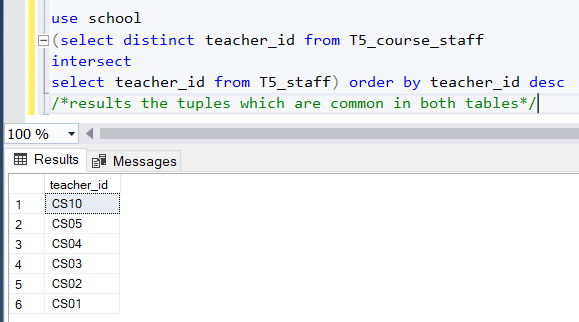 use school
(select distinct teacher_id from T5_course_staff
intersect
select teacher_id from T5_staff) order by teacher_id desc
/*results the tuples which are common in both tables*/
100 %
Results Messages
teacher_id
1 CS10
2 CS05
3 CS04
4 CS03
5 CS02
6 CS01